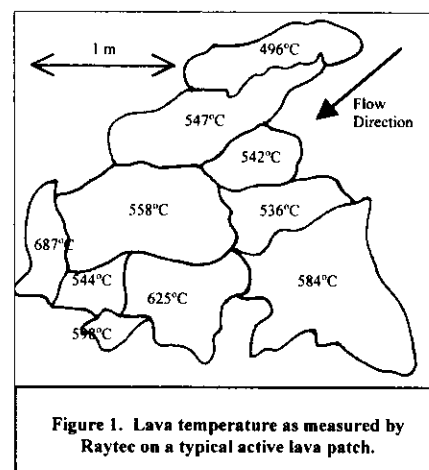 1 m
496°C
Flow
Direction
547°C
542°C
558°C
536°C
687°C
544°C
584°C
625°C
598°C
Figure 1. Lava temperature as measured by
Raytec on a typical active lava patch.